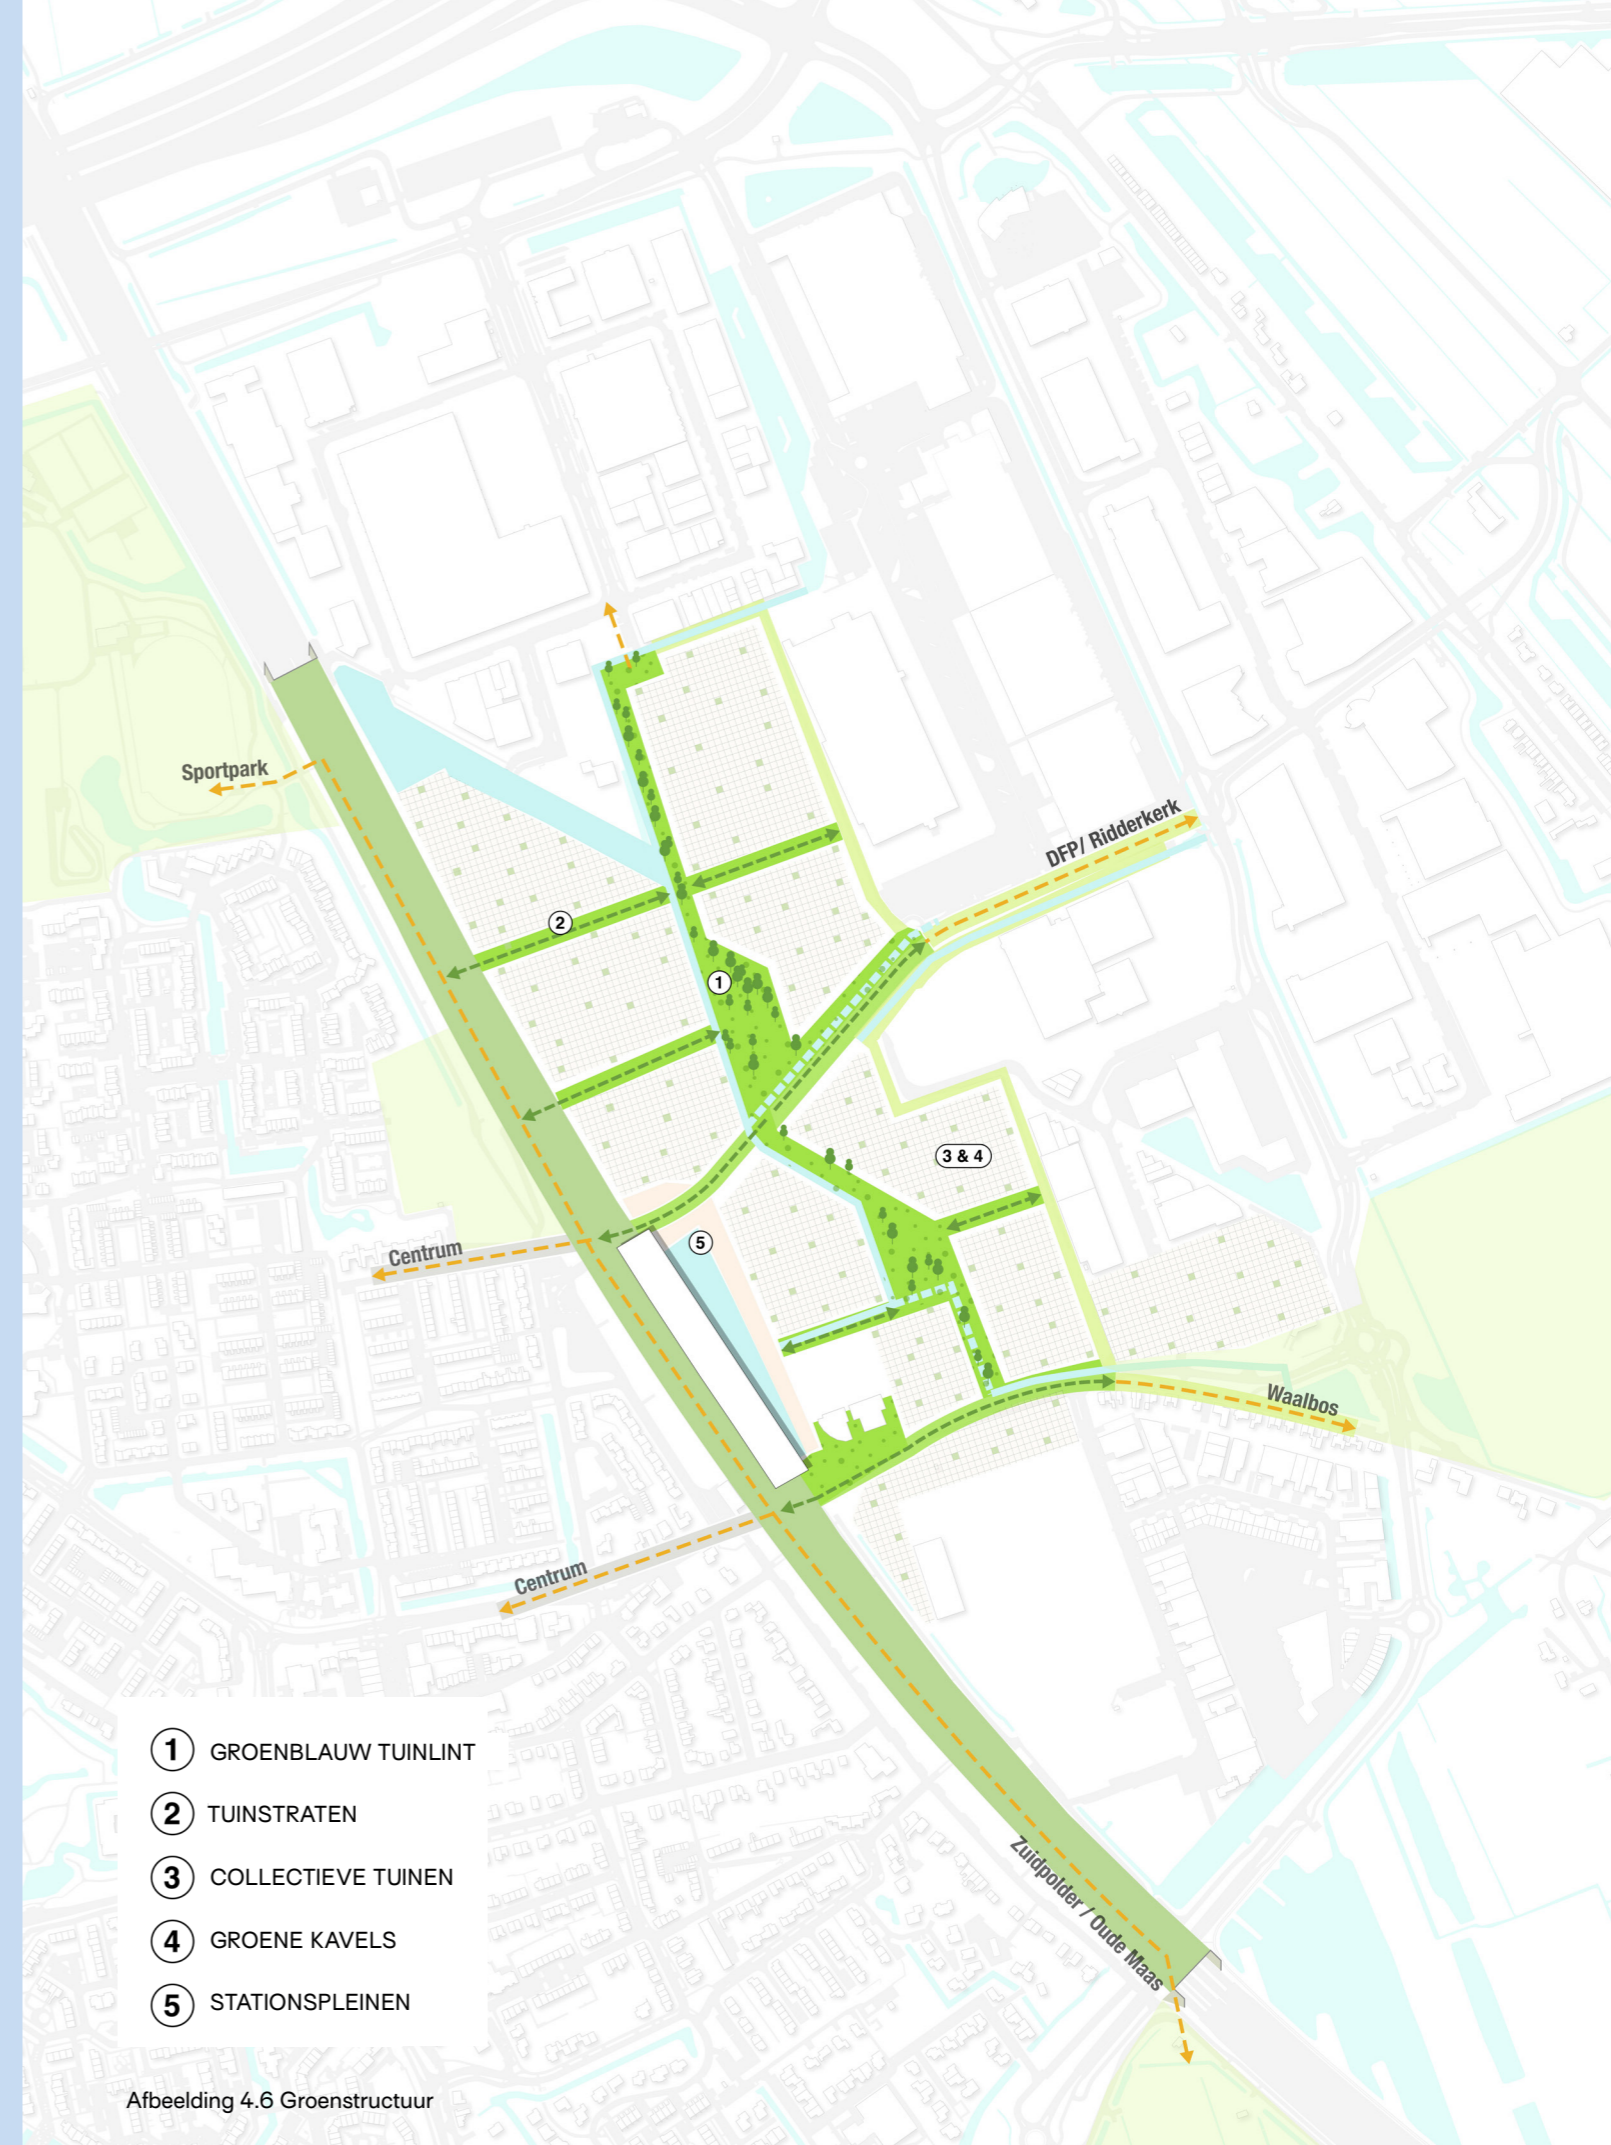 Sportpark
DFP/ Ridderkerk
2
1
3 & 4
5
Centrum
Waalbos
Centrum
Zuidpolder / Oude Maas
1 GROENBLAUW TUINLINT
2 TUINSTRATEN
3 COLLECTIEVE TUINEN
4 GROENE KAVELS
5 STATIONSPLEINEN
Afbeelding 4.6 Groenstructuur